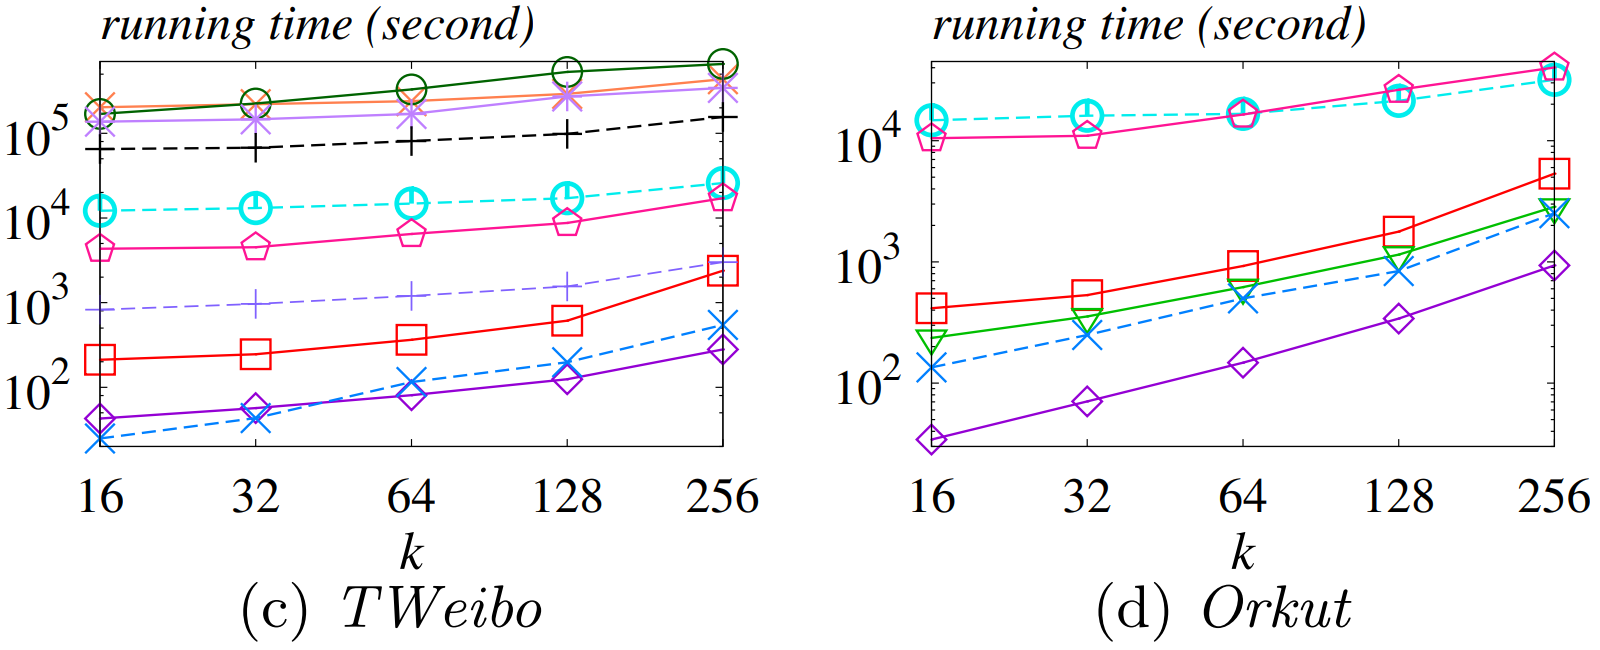 running time (second)
10^5
10^4
10^3
10^2
16 32 64 128 256
k
(c) TWeibo
running time (second)
10^4
10^3
10^2
16 32 64 128 256
k
(d) Orkut